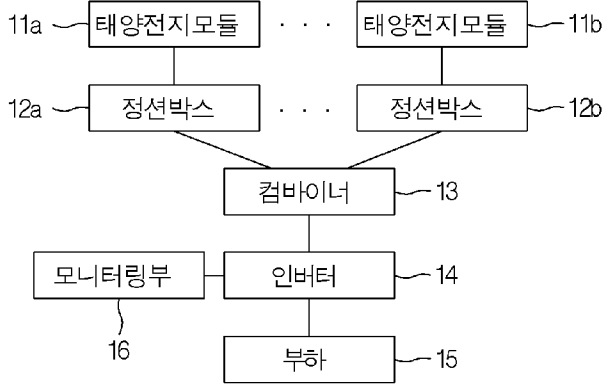 11a 태양전지모듈 · · · 태양전지모듈 11b
12a 정션박스 · · · 정션박스 12b
컴바이너 13
모니터링부 인버터 14
16 부하 15